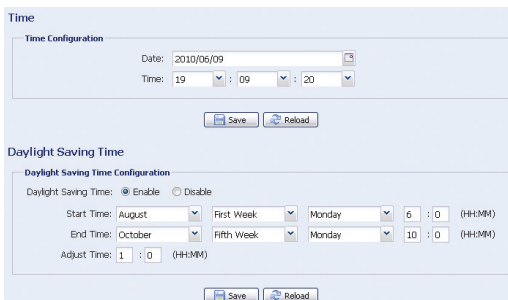 Time
Time Configuration
Date: 2010/06/09
Time: 19 : 09 : 20
Save Reload
Daylight Saving Time
Daylight Saving Time Configuration
Daylight Saving Time: Enable Disable
Start Time: August First Week Monday 6 : 0 (HH:MM)
End Time: October Fifth Week Monday 10 : 0 (HH:MM)
Adjust Time: 1 : 0 (HH:MM)
Save Reload